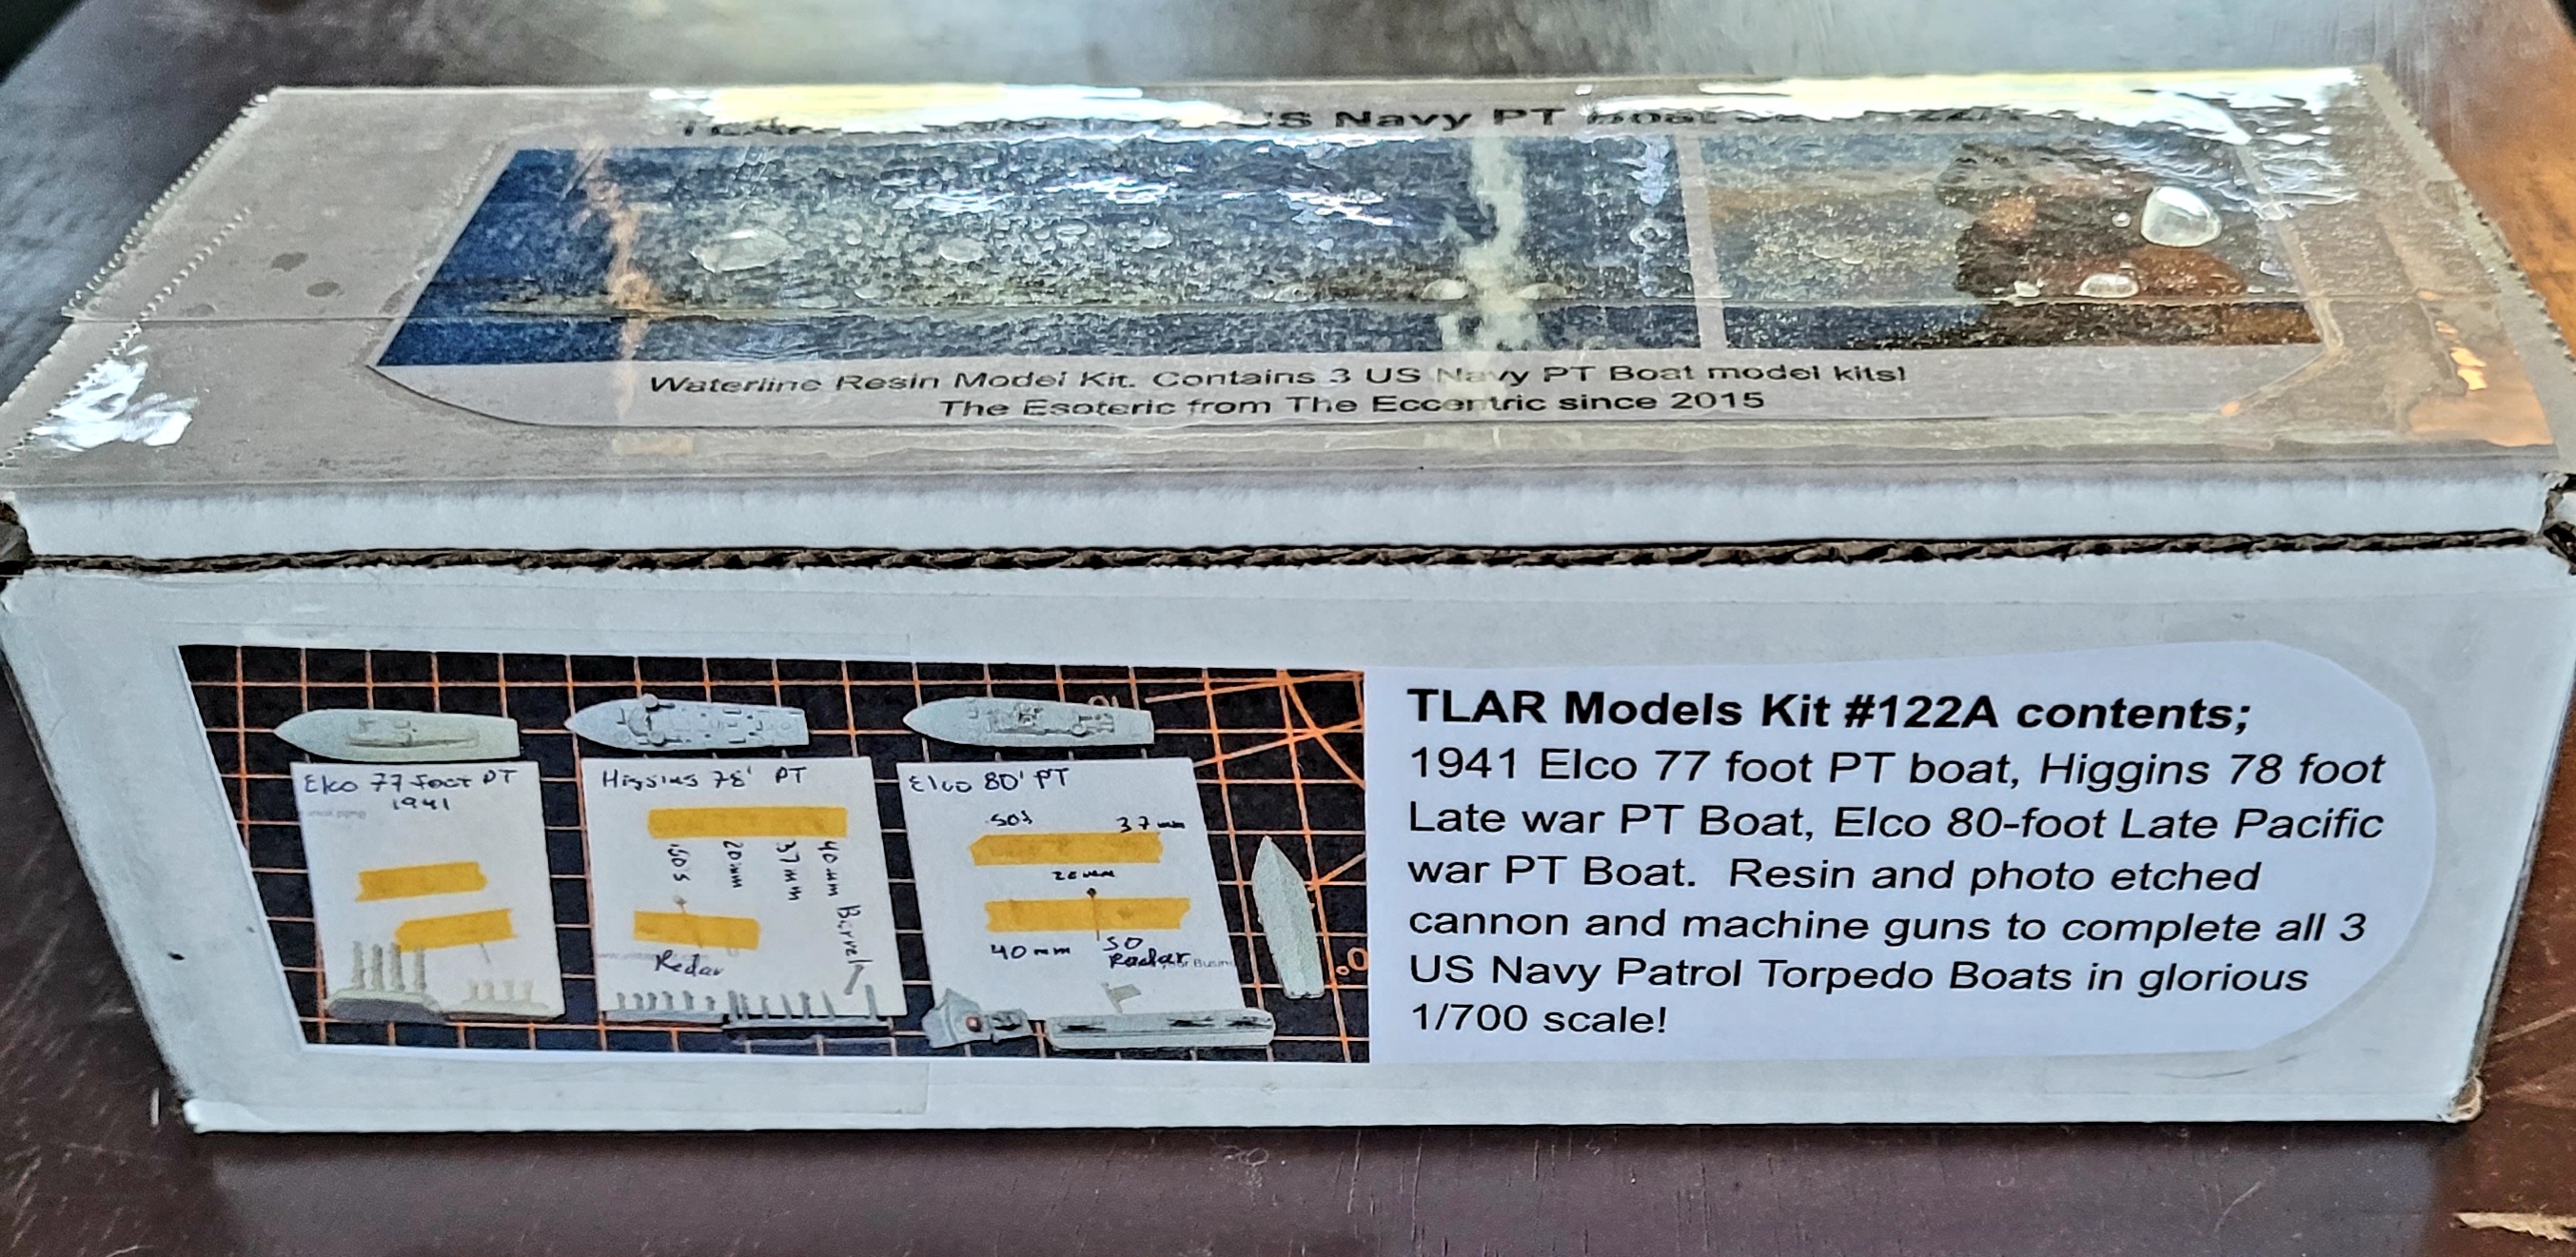 US Navy PT Boat
Waterline Resin Model Kit. Contains 3 US Navy PT Boat model kits!
The Esoteric from The Eccentric since 2015
Elco 77 foot PT
1941
Higgins 78' PT
50's
20mm
37mm
40mm Barrel
Radar
Elco 80' PT
50s
37mm
20mm
40mm
SO
Radar
TLAR Models Kit #122A contents;
1941 Elco 77 foot PT boat, Higgins 78 foot
Late war PT Boat, Elco 80-foot Late Pacific
war PT Boat. Resin and photo etched
cannon and machine guns to complete all 3
US Navy Patrol Torpedo Boats in glorious
1/700 scale!